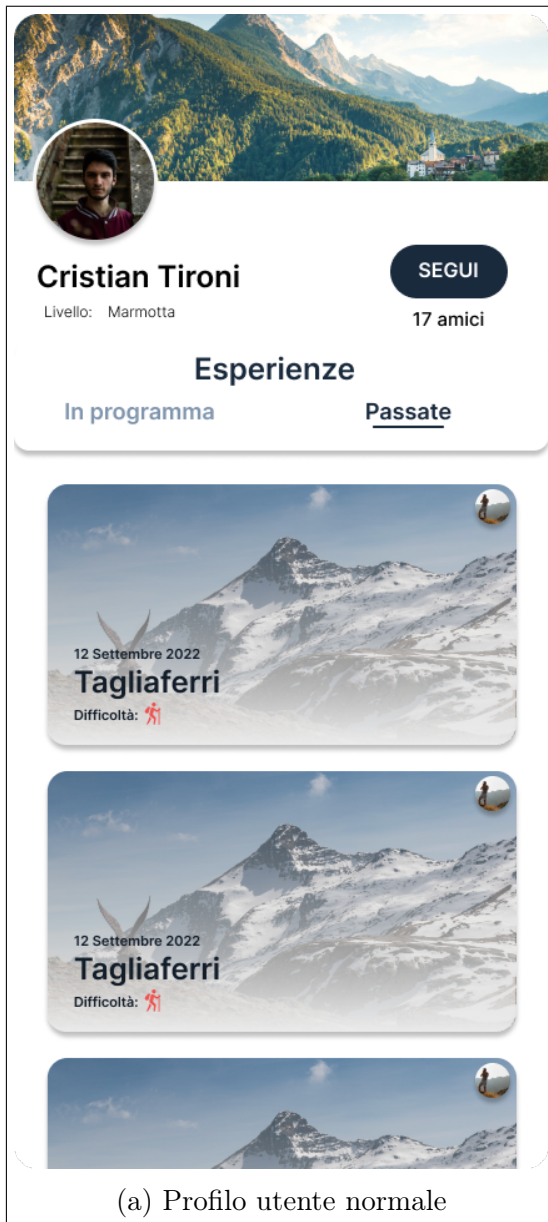 Cristian Tironi
SEGUI
Livello: Marmotta
17 amici
Esperienze
In programma Passate
12 Settembre 2022
Tagliaferri
Difficoltà:
12 Settembre 2022
Tagliaferri
Difficoltà:
(a) Profilo utente normale